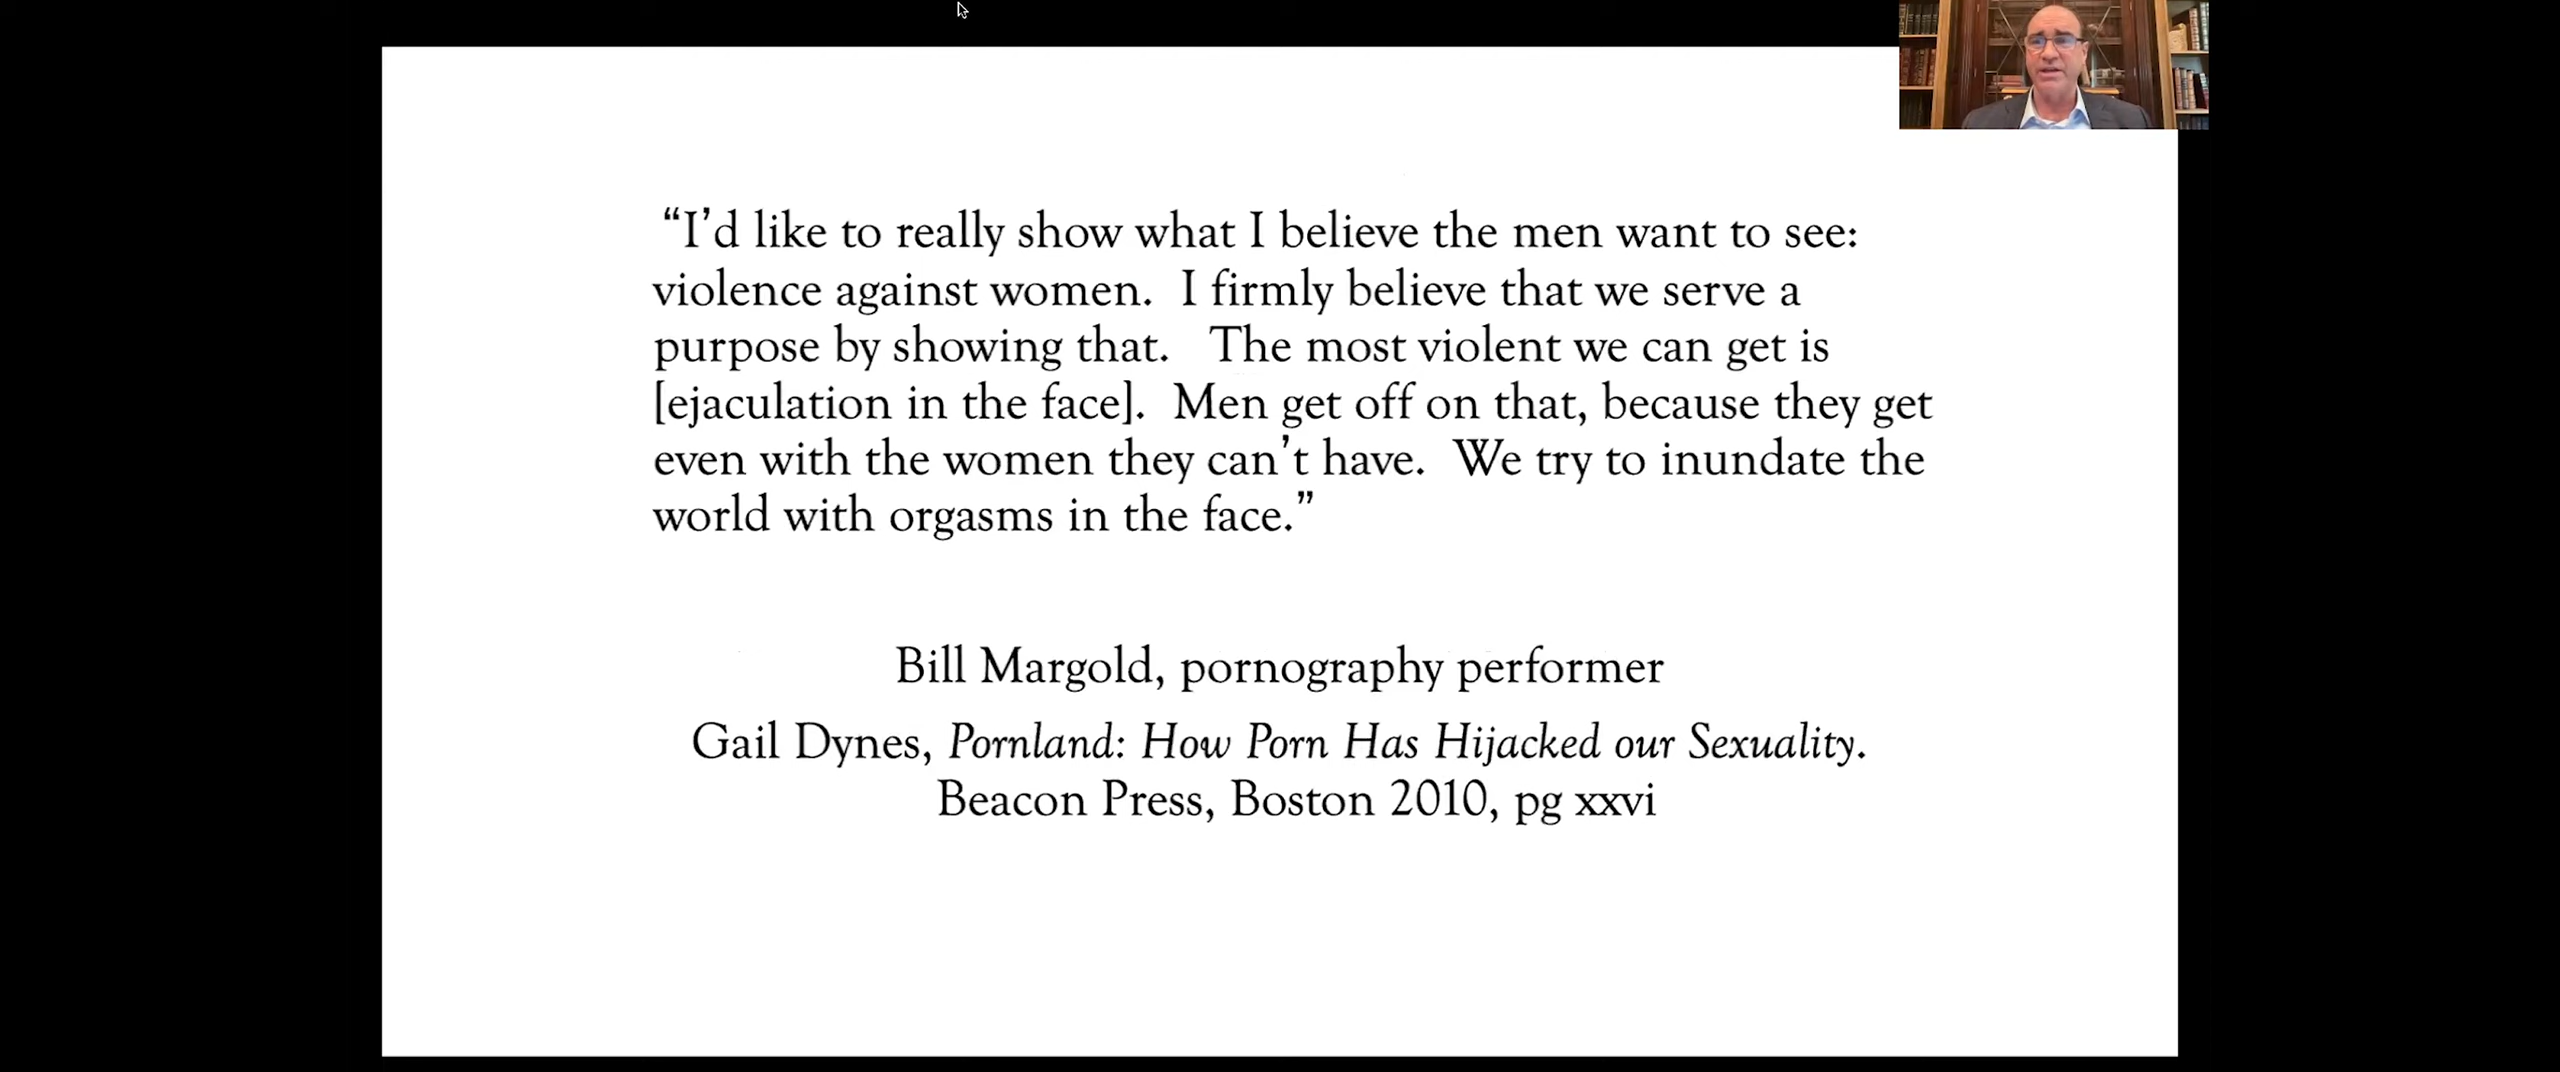 “I’d like to really show what I believe the men want to see:
violence against women.  I firmly believe that we serve a
purpose by showing that.   The most violent we can get is
[ejaculation in the face].  Men get off on that, because they get
even with the women they can’t have.  We try to inundate the
world with orgasms in the face.”
Bill Margold, pornography performer
Gail Dynes, Pornland: How Porn Has Hijacked our Sexuality.
Beacon Press, Boston 2010, pg xxvi